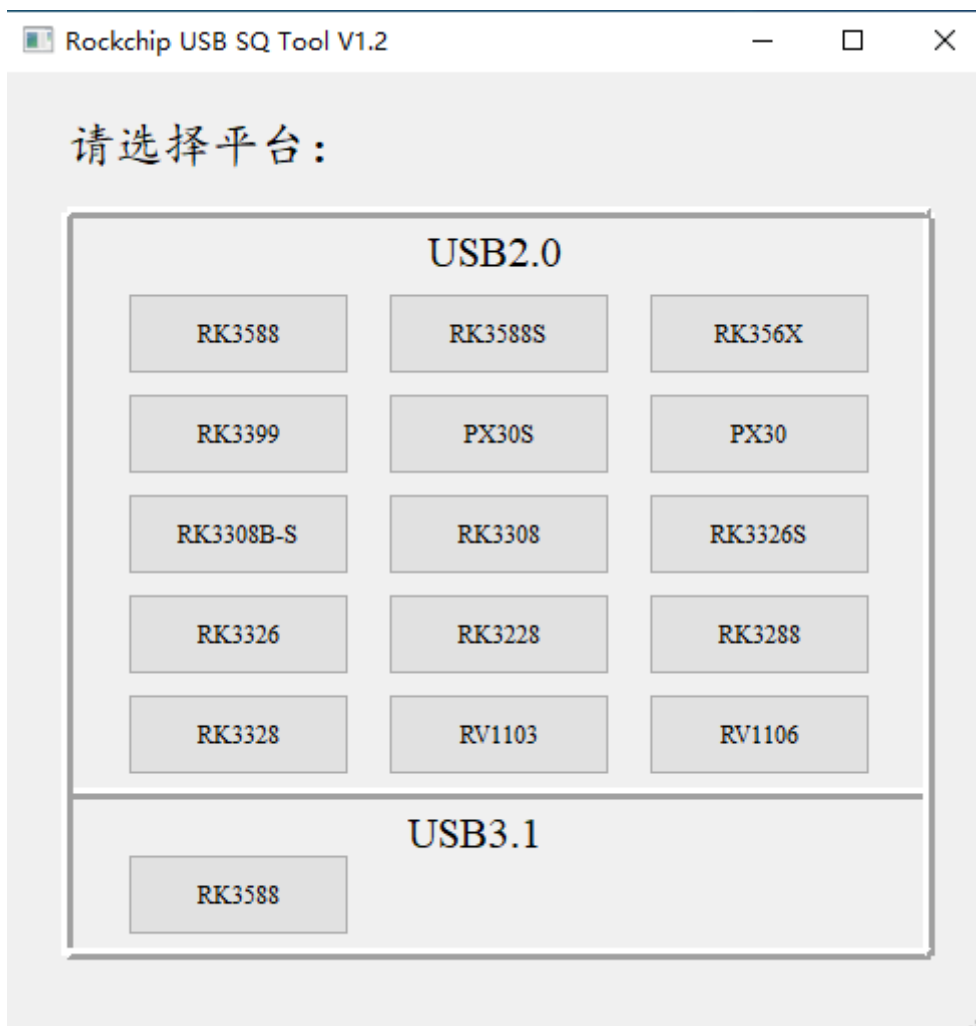 Rockchip USB SQ Tool V1.2
请选择平台：
USB2.0
RK3588 RK3588S RK356X
RK3399 PX30S PX30
RK3308B-S RK3308 RK3326S
RK3326 RK3228 RK3288
RK3328 RV1103 RV1106
USB3.1
RK3588